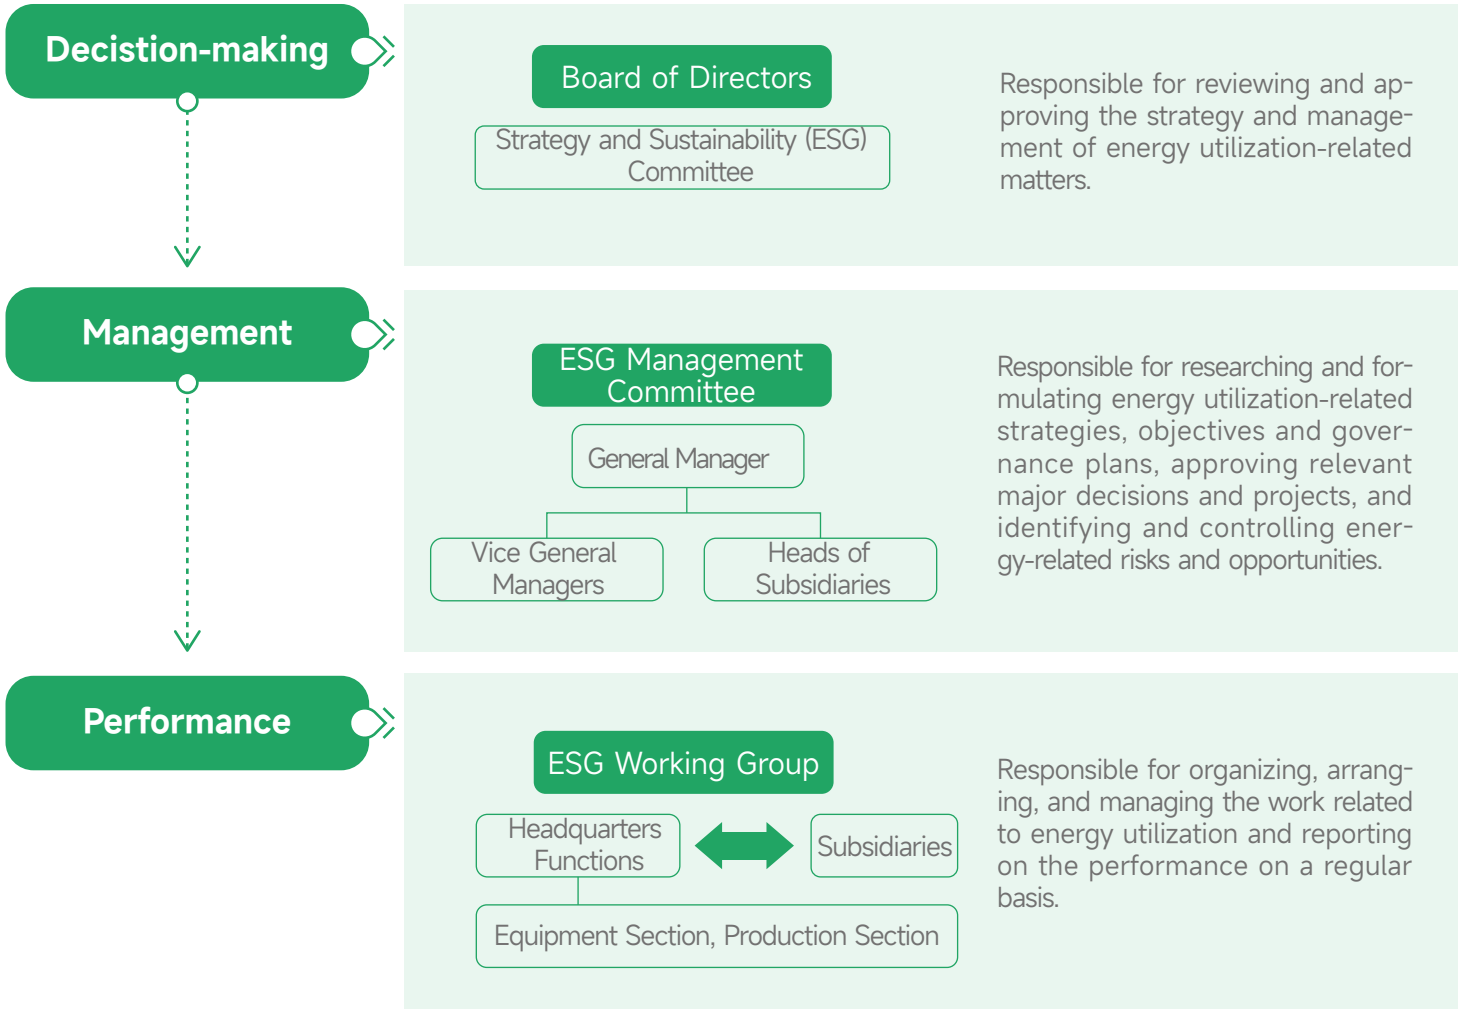 Decistion-making
Board of Directors
Strategy and Sustainability (ESG)
Committee
Responsible for reviewing and ap-
proving the strategy and manage-
ment of energy utilization-related
matters.
Management
ESG Management
Committee
General Manager
Vice General
Managers
Heads of
Subsidiaries
Responsible for researching and for-
mulating energy utilization-related
strategies, objectives and gover-
nance plans, approving relevant
major decisions and projects, and
identifying and controlling ener-
gy-related risks and opportunities.
Performance
ESG Working Group
Headquarters
Functions
Subsidiaries
Equipment Section, Production Section
Responsible for organizing, arrang-
ing, and managing the work related
to energy utilization and reporting
on the performance on a regular
basis.